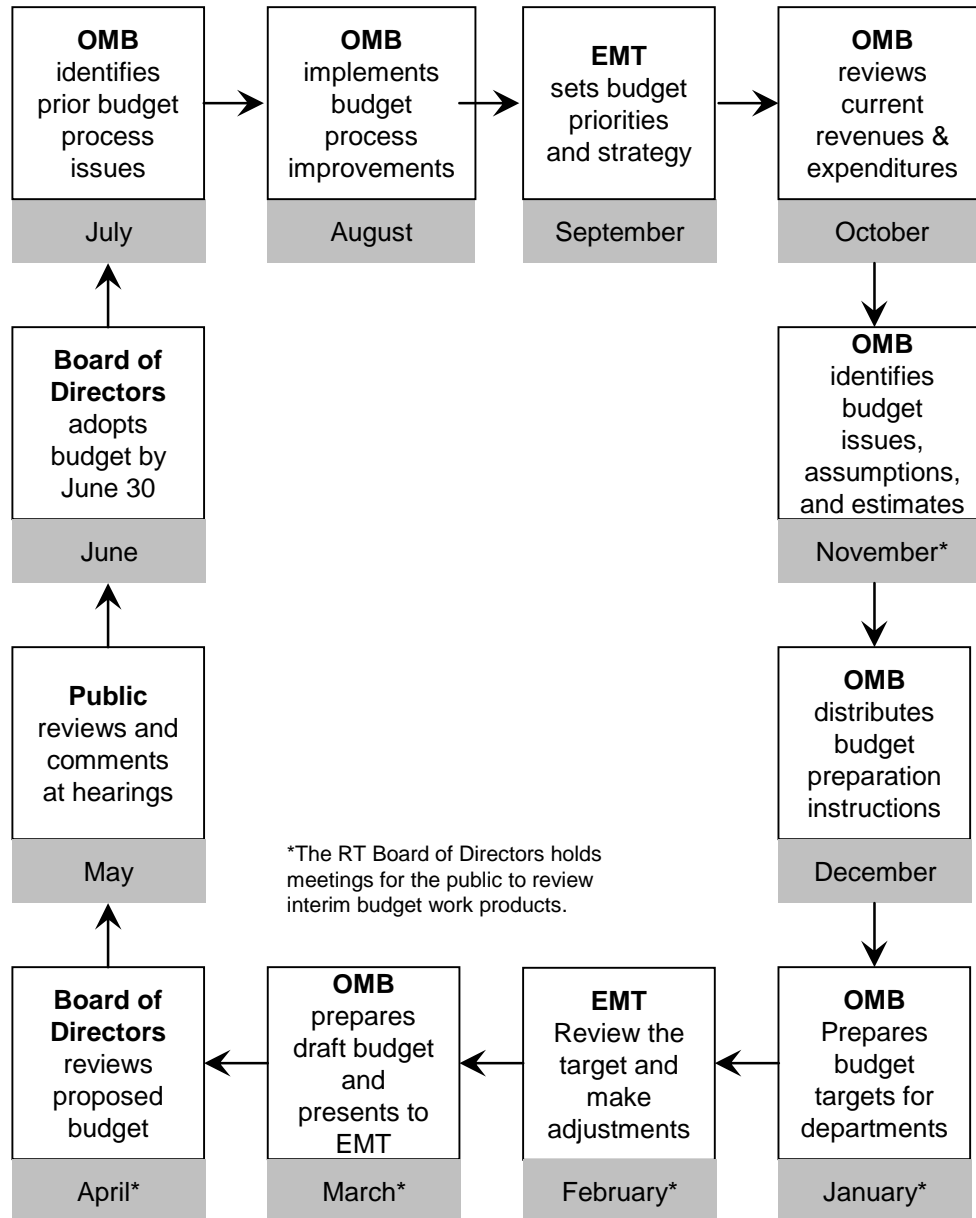 OMB
identifies
prior budget
process
issues
July
OMB
implements
budget
process
improvements
August
EMT
sets budget
priorities
and strategy
September
OMB
reviews
current
revenues &
expenditures
October
OMB
identifies
budget
issues,
assumptions,
and estimates
November*
OMB
distributes
budget
preparation
instructions
December
OMB
Prepares
budget
targets for
departments
January*
EMT
Review the
target and
make
adjustments
February*
OMB
prepares
draft budget
and
presents to
EMT
March*
Board of
Directors
reviews
proposed
budget
April*
Public
reviews and
comments
at hearings
May
Board of
Directors
adopts
budget by
June 30
June
*The RT Board of Directors holds
meetings for the public to review
interim budget work products.